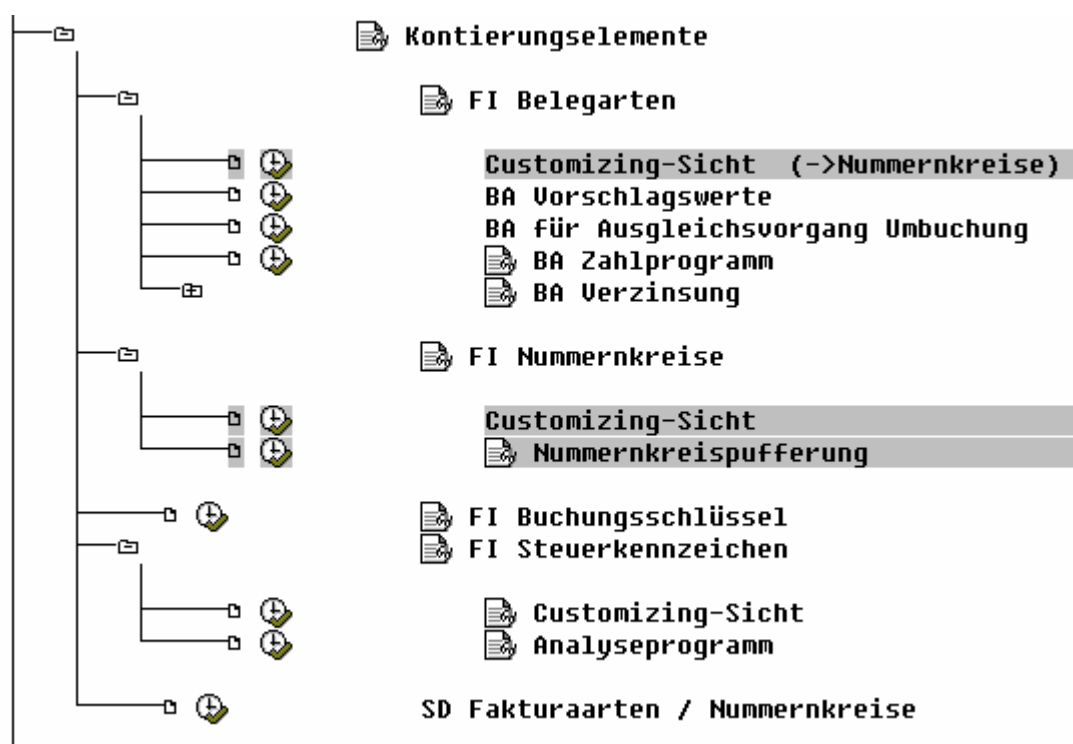 Kontierungselemente
FI Belegarten
Customizing-Sicht (->Nummernkreise)
BA Vorschlagswerte
BA für Ausgleichsvorgang Umbuchung
BA Zahlprogramm
BA Verzinsung
FI Nummernkreise
Customizing-Sicht
Nummernkreispufferung
FI Buchungsschlüssel
FI Steuerkennzeichen
Customizing-Sicht
Analyseprogramm
SD Fakturaarten / Nummernkreise